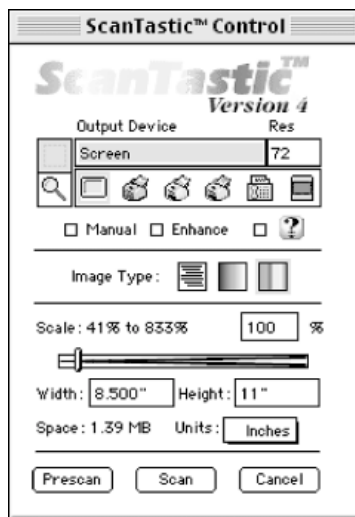 ScanTastic™ Control
ScanTastic™
Version 4
Output Device Res
Screen 72
Manual Enhance ?
Image Type:
Scale: 41% to 833% 100 %
Width: 8.500" Height: 11"
Space: 1.39 MB Units: Inches
Prescan Scan Cancel